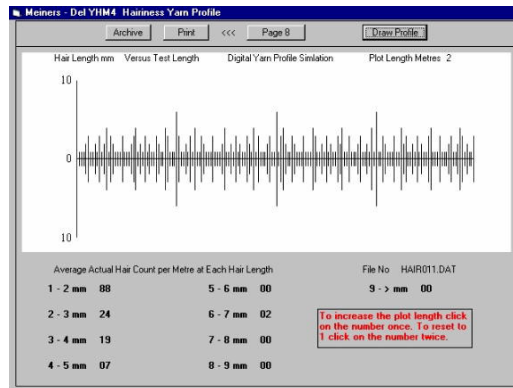 Meiners - Del YHM4 Hairiness Yarn Profile
Archive Print <<< Page 8 Draw Profile
Hair Length mm Versus Test Length Digital Yarn Profile Simlation Plot Length Metres 2
10
0
10
Average Actual Hair Count per Metre at Each Hair Length File No HAIR011.DAT
1 - 2 mm 88 5 - 6 mm 00 9 - > mm 00
2 - 3 mm 24 6 - 7 mm 02
3 - 4 mm 19 7 - 8 mm 00
4 - 5 mm 07 8 - 9 mm 00
To increase the plot length click
on the number once. To reset to
1 click on the number twice.